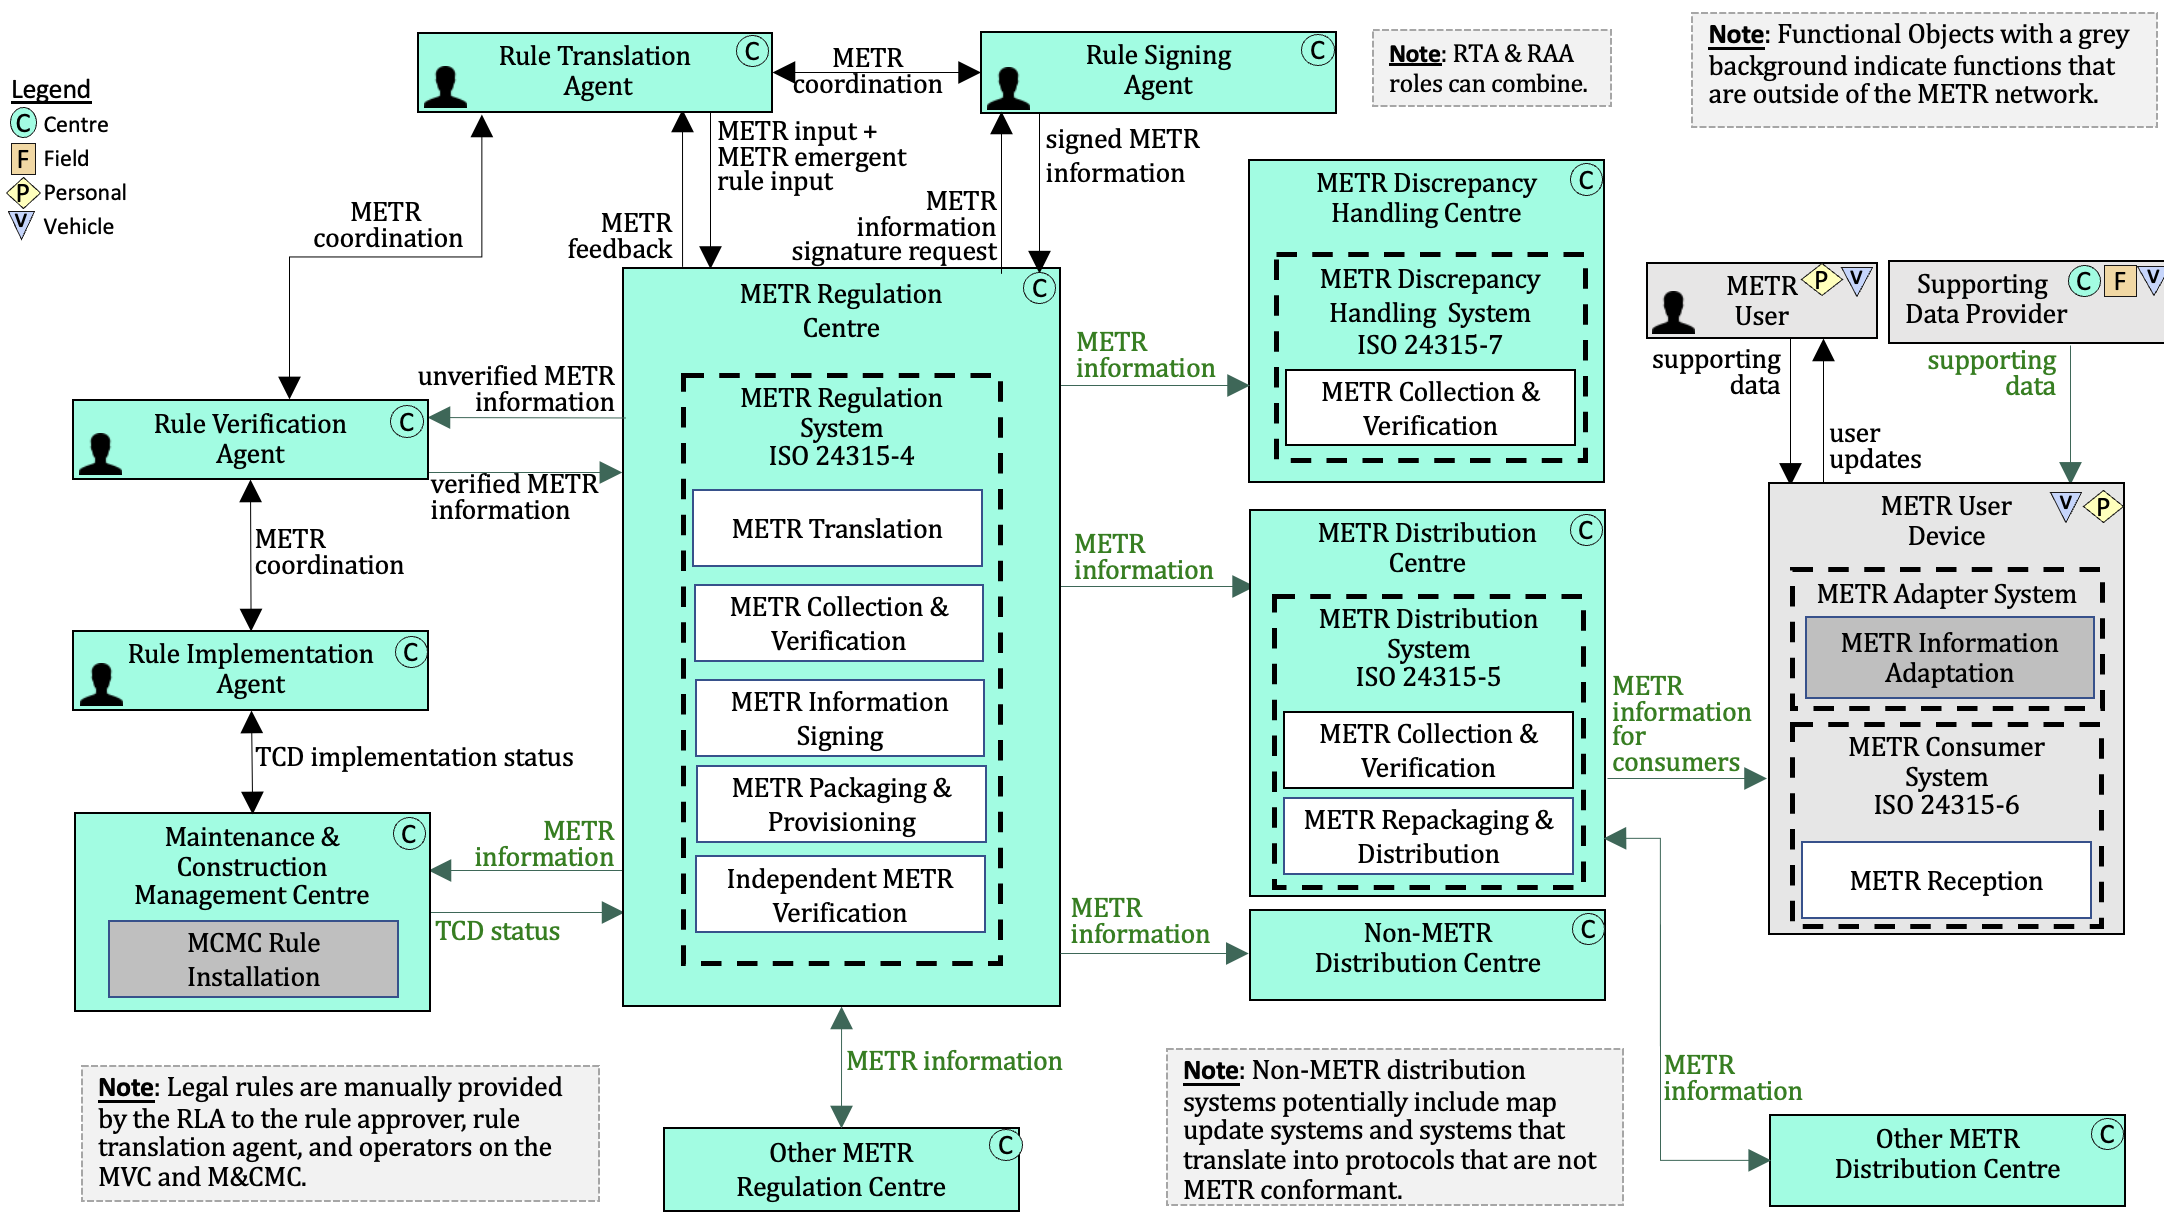 Legend
C Centre
F Field
P Personal
V Vehicle
Rule Translation
Agent
C
METR
coordination
Rule Signing
Agent
C
Note: RTA & RAA
roles can combine.
Note: Functional Objects with a grey
background indicate functions that
are outside of the METR network.
METR
coordination
METR
feedback
METR input +
METR emergent
rule input
METR
information
signature request
signed METR
information
METR Discrepancy
Handling Centre
C
METR Discrepancy
Handling System
ISO 24315-7
METR Collection &
Verification
METR Regulation
Centre
C
METR Regulation
System
ISO 24315-4
METR Translation
METR Collection &
Verification
METR Information
Signing
METR Packaging &
Provisioning
Independent METR
Verification
unverified METR
information
verified METR
information
Rule Verification
Agent
C
METR
coordination
Rule Implementation
Agent
C
TCD implementation status
Maintenance &
Construction
Management Centre
C
MCMC Rule
Installation
METR
information
TCD status
METR
information
METR
information
METR
information
METR Distribution
Centre
C
METR Distribution
System
ISO 24315-5
METR Collection &
Verification
METR Repackaging &
Distribution
Non-METR
Distribution Centre
C
METR
User
P V
Supporting
Data Provider
C F V
supporting
data
user
updates
supporting
data
METR User
Device
V P
METR Adapter System
METR Information
Adaptation
METR Consumer
System
ISO 24315-6
METR Reception
METR
information
for
consumers
METR information
Other METR
Regulation Centre
C
METR
information
Other METR
Distribution Centre
C
Note: Legal rules are manually provided
by the RLA to the rule approver, rule
translation agent, and operators on the
MVC and M&CMC.
Note: Non-METR distribution
systems potentially include map
update systems and systems that
translate into protocols that are not
METR conformant.